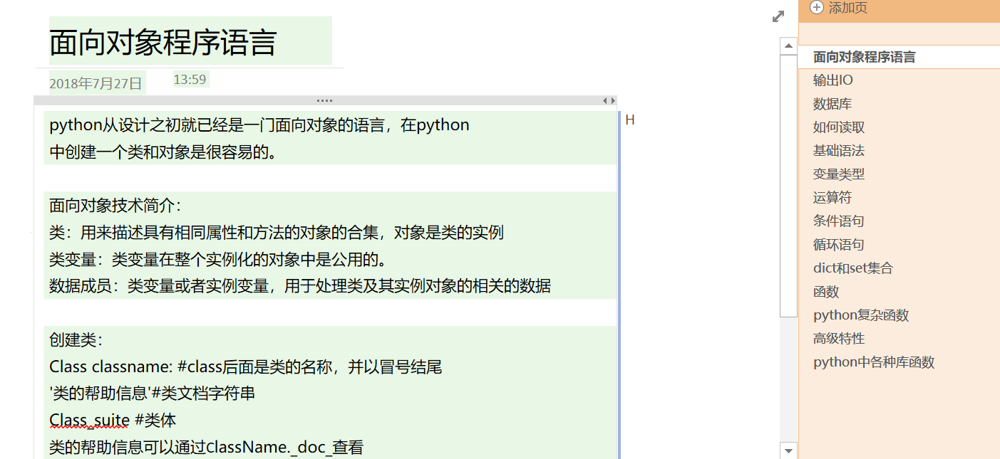 面向对象程序语言
2018年7月27日
13:59
python从设计之初就已经是一门面向对象的语言，在python
中创建一个类和对象是很容易的。
面向对象技术简介：
类：用来描述具有相同属性和方法的对象的合集，对象是类的实例
类变量：类变量在整个实例化的对象中是公用的。
数据成员：类变量或者实例变量，用于处理类及其实例对象的相关的数据
创建类：
Class classname: #class后面是类的名称，并以冒号结尾
'类的帮助信息'#类文档字符串
Class_suite #类体
类的帮助信息可以通过ClassName._doc_查看
H
添加页
面向对象程序语言
输出IO
数据库
如何读取
基础语法
变量类型
运算符
条件语句
循环语句
dict和set集合
函数
python复杂函数
高级特性
python中各种库函数